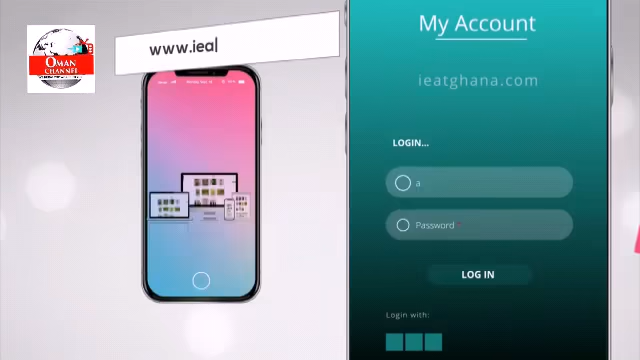 OMAN
CHANNEL
www.ieal
My Account
ieatghana.com
LOGIN...
a
Password *
LOG IN
Login with: